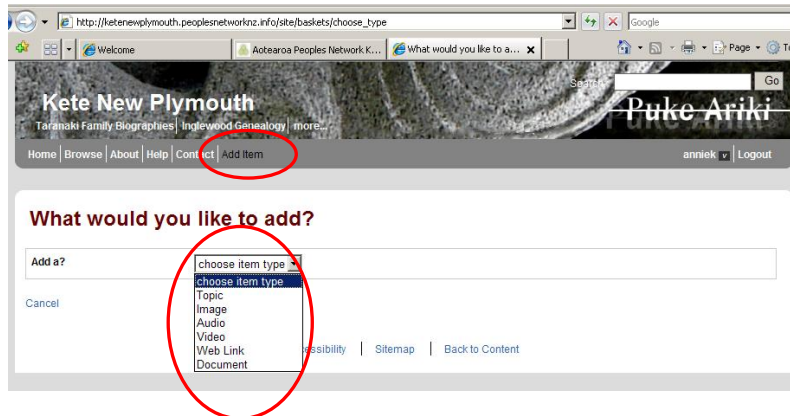 http://ketenewplymouth.peoplesnetworknz.info/site/baskets/choose_type
Google
Welcome
Aotearoa Peoples Network K...
What would you like to a...
Page
Search
Go
Kete New Plymouth
Puke Ariki
Taranaki Family Biographies| Inglewood Genealogy| more...
Home| Browse| About| Help| Contact| Add Item
anniek v | Logout
What would you like to add?
Add a?
choose item type
choose item type
Topic
Image
Audio
Video
Web Link
Document
Cancel
Sitemap | Back to Content